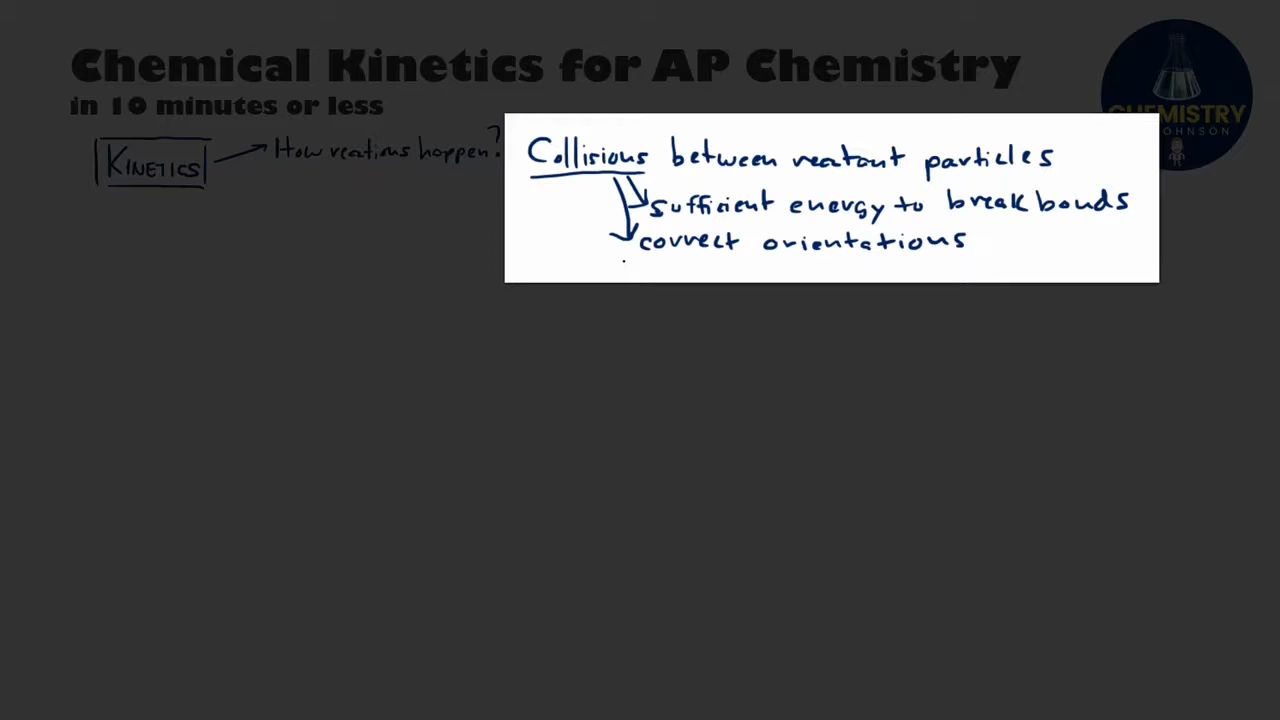 Chemical Kinetics for AP Chemistry
in 10 minutes or less
CHEMISTRY
JOHNSON
KINETICS → How reactions happen?
Collisions between reactant particles
sufficient energy to break bonds
correct orientations